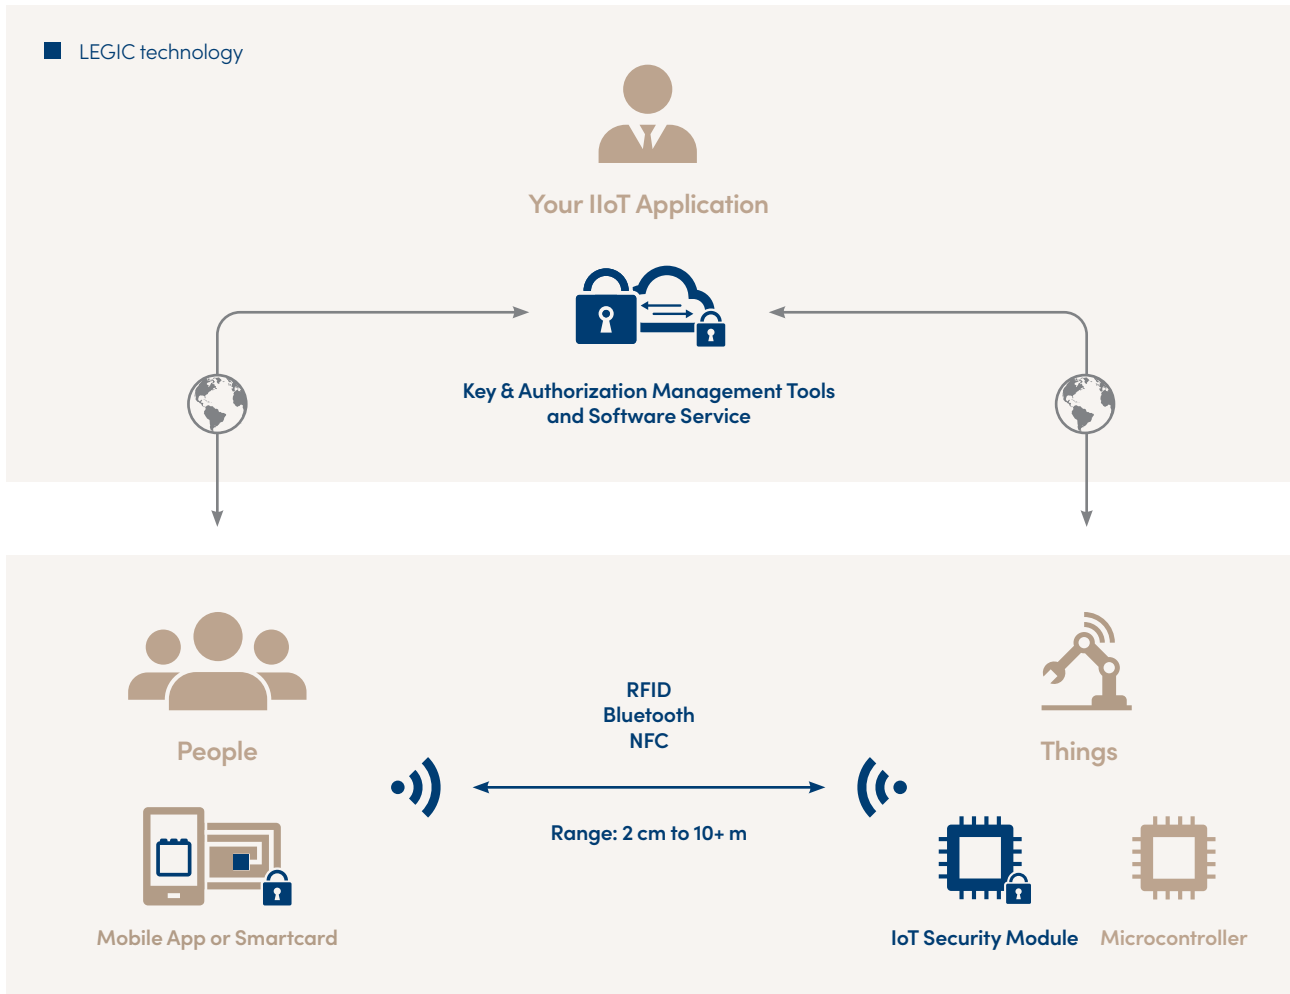 LEGIC technology
Your IIoT Application
Key & Authorization Management Tools
and Software Service
People
RFID
Bluetooth
NFC
Things
Range: 2 cm to 10+ m
Mobile App or Smartcard
IoT Security Module
Microcontroller